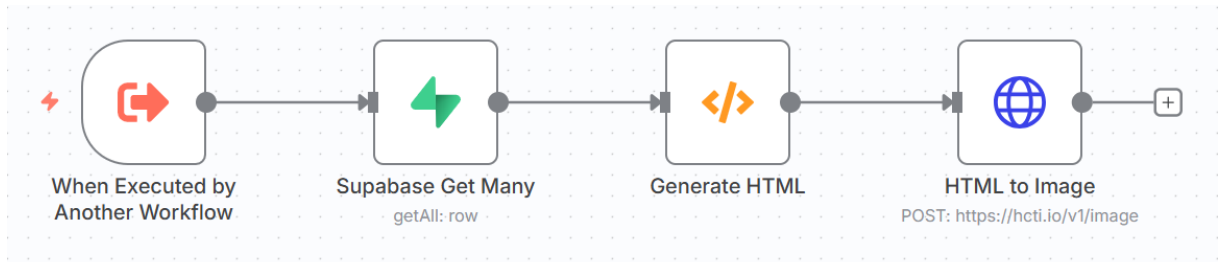 When Executed by
Another Workflow
Supabase Get Many
getAll: row
Generate HTML
HTML to Image
POST: https://hcti.io/v1/image